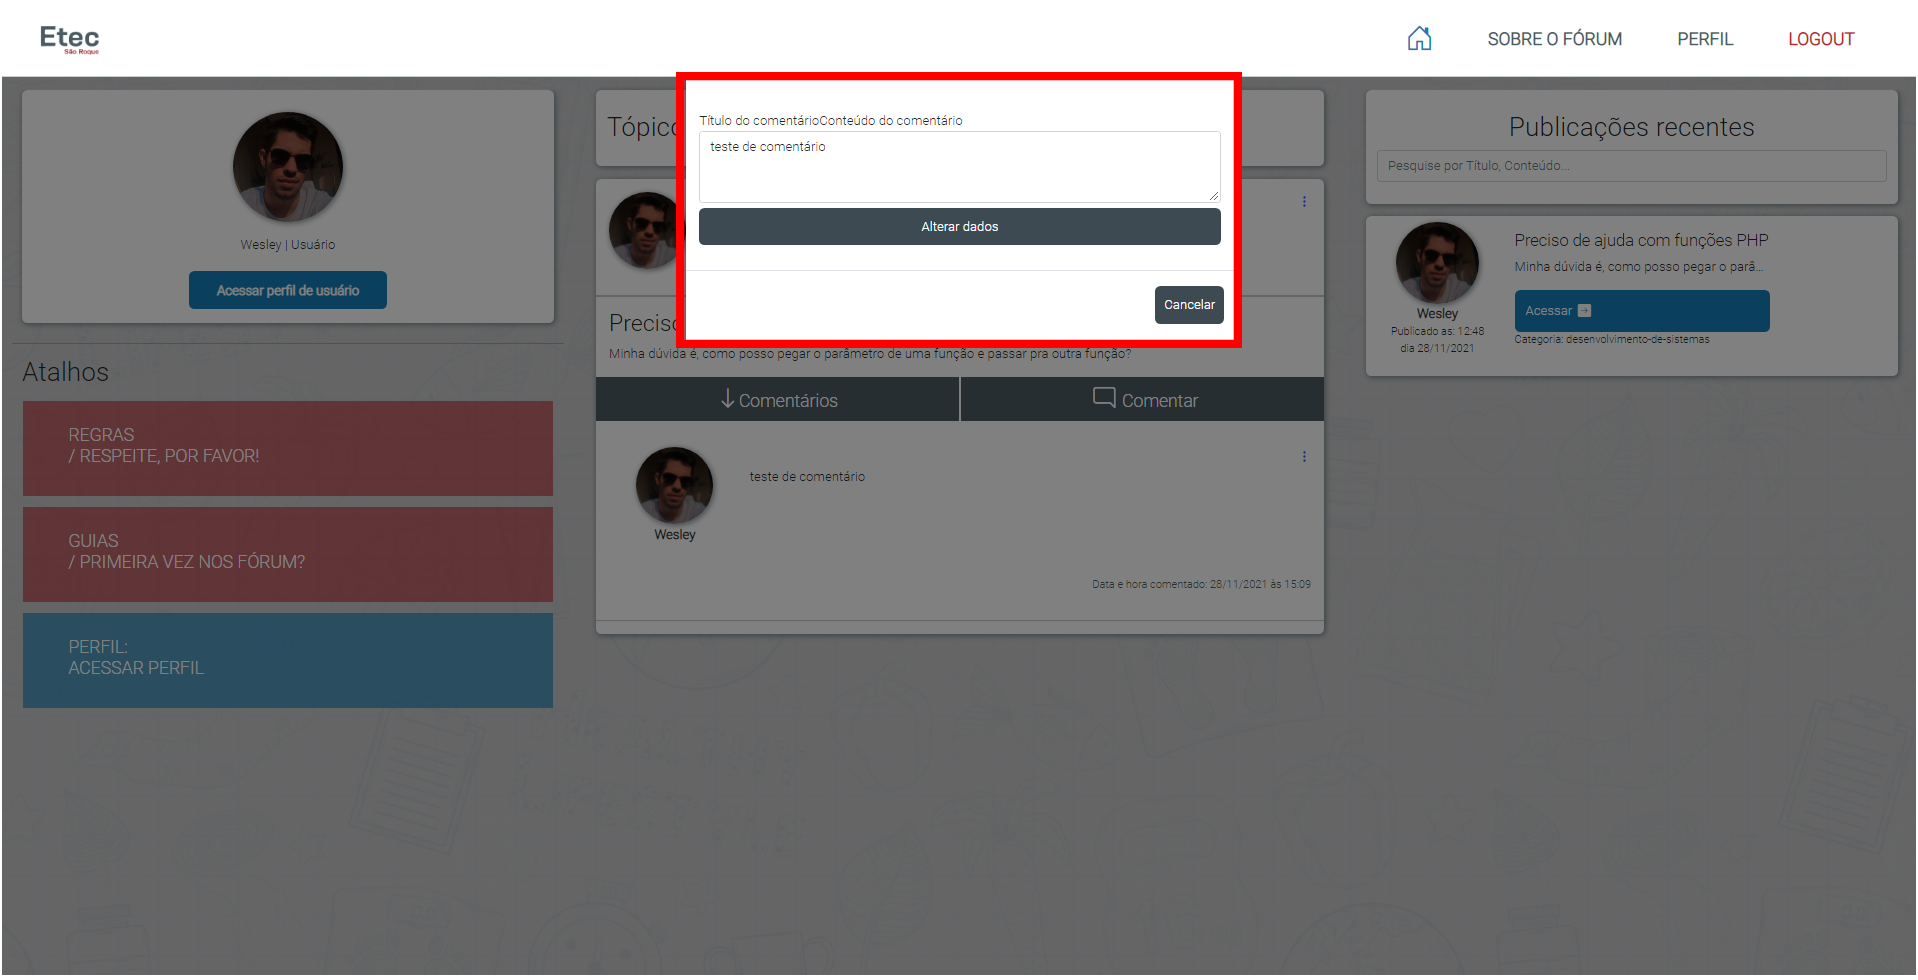 Etec
São Roque
SOBRE O FÓRUM
PERFIL
LOGOUT
Wesley | Usuário
Acessar perfil de usuário
Atalhos
REGRAS
/ RESPEITE, POR FAVOR!
GUIAS
/ PRIMEIRA VEZ NOS FÓRUM?
PERFIL:
ACESSAR PERFIL
Título do comentárioConteúdo do comentário
teste de comentário
Alterar dados
Cancelar
Minha dúvida é, como posso pegar o parâmetro de uma função e passar pra outra função?
Comentários
Comentar
teste de comentário
Wesley
Data e hora comentado: 28/11/2021 às 15:09
Publicações recentes
Pesquise por Título, Conteúdo...
Preciso de ajuda com funções PHP
Minha dúvida é, como posso pegar o parâ...
Acessar
Wesley
Publicado as: 12:48
dia 28/11/2021
Categoria: desenvolvimento-de-sistemas